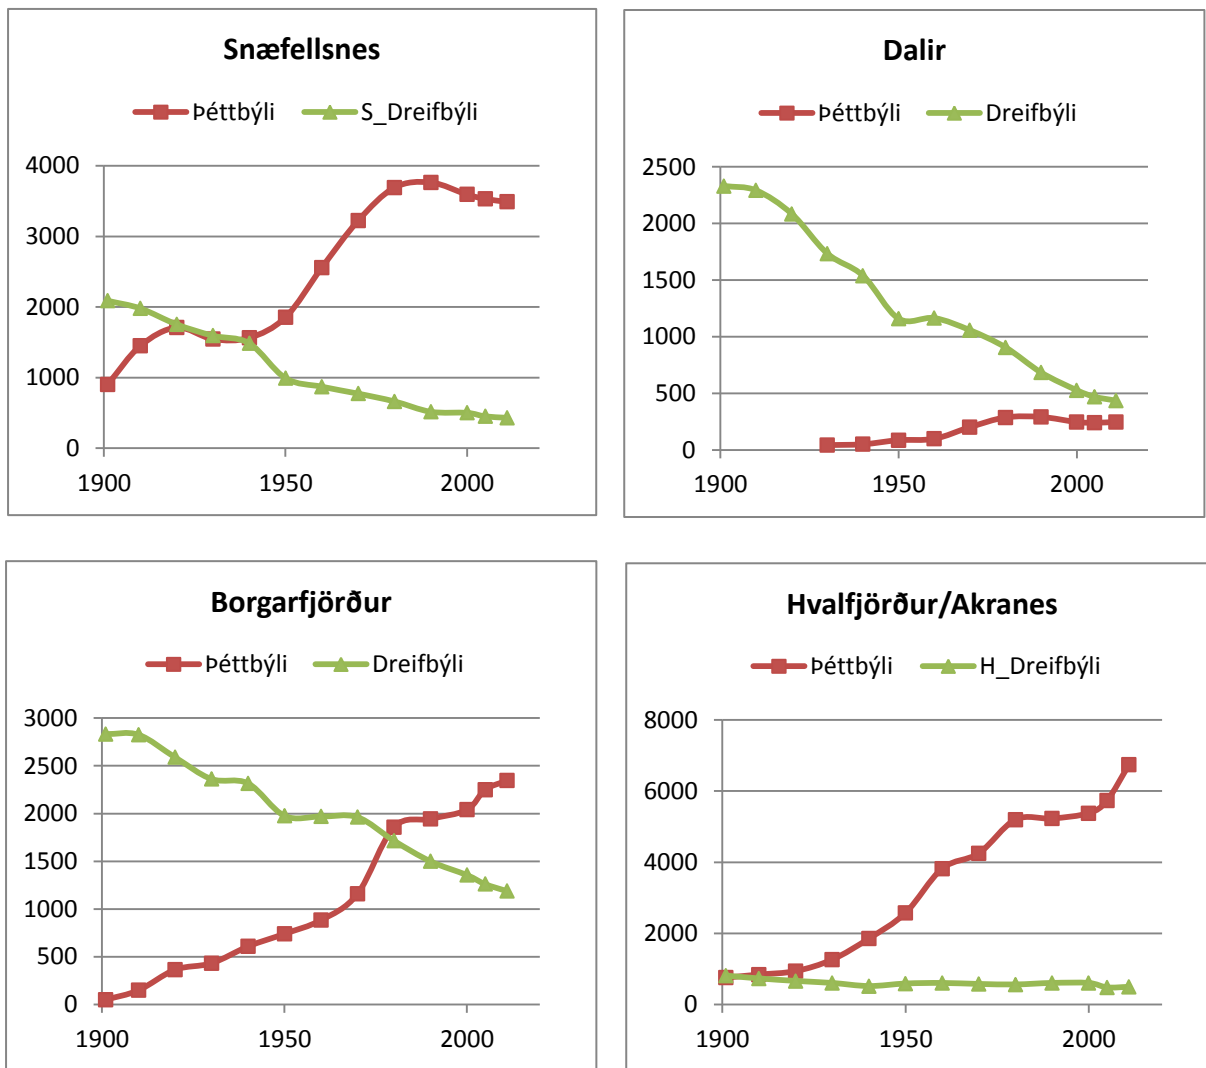 Snæfellsnes
Þéttbýli S_Dreifbýli
4000
3000
2000
1000
0
1900 1950 2000
Dalir
Þéttbýli Dreifbýli
2500
2000
1500
1000
500
0
1900 1950 2000
Borgarfjörður
Þéttbýli Dreifbýli
3000
2500
2000
1500
1000
500
0
1900 1950 2000
Hvalfjörður/Akranes
Þéttbýli H_Dreifbýli
8000
6000
4000
2000
0
1900 1950 2000